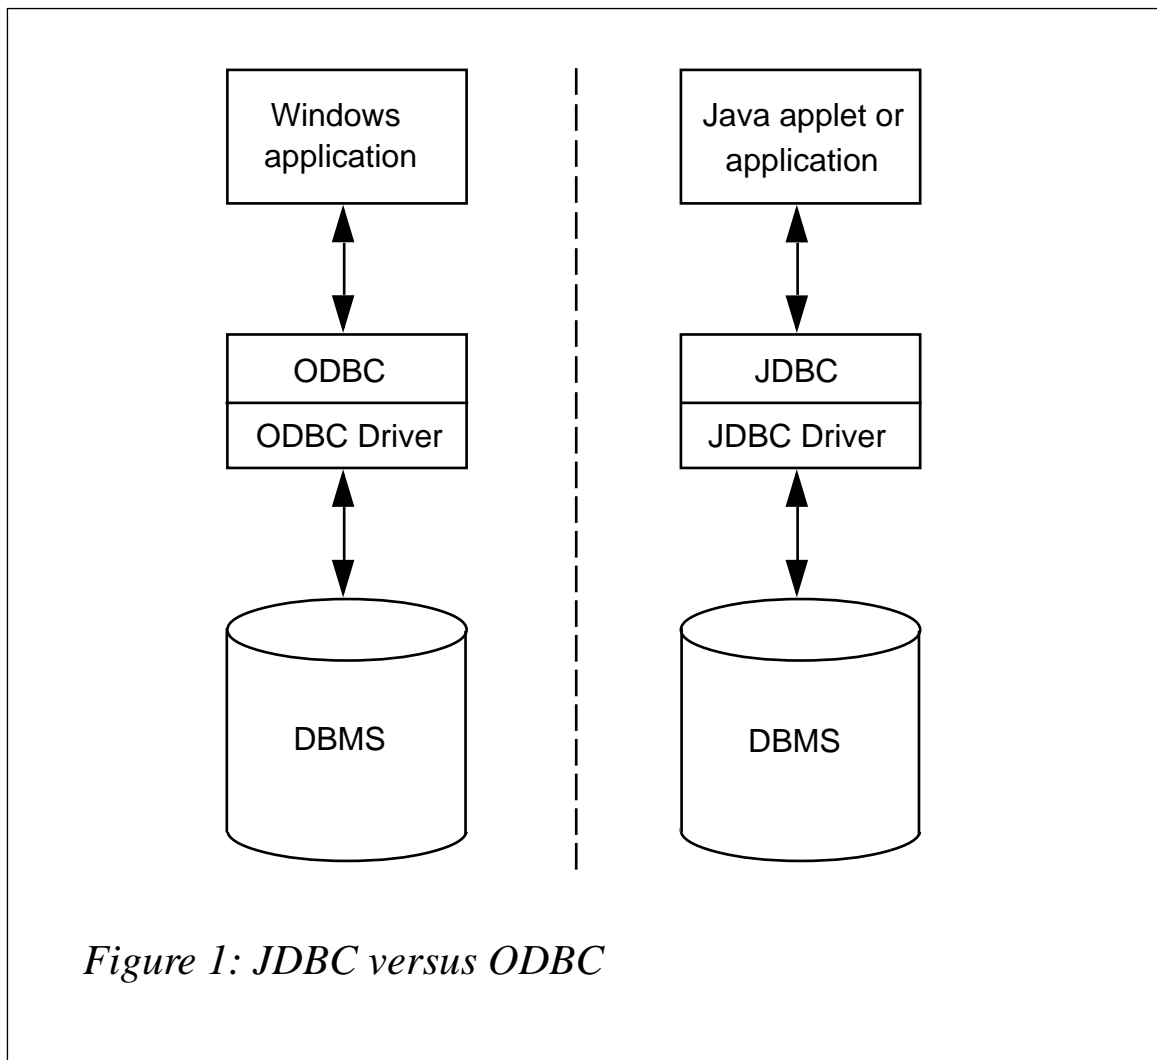 Windows
application
ODBC
ODBC Driver
DBMS
Java applet or
application
JDBC
JDBC Driver
DBMS
Figure 1: JDBC versus ODBC